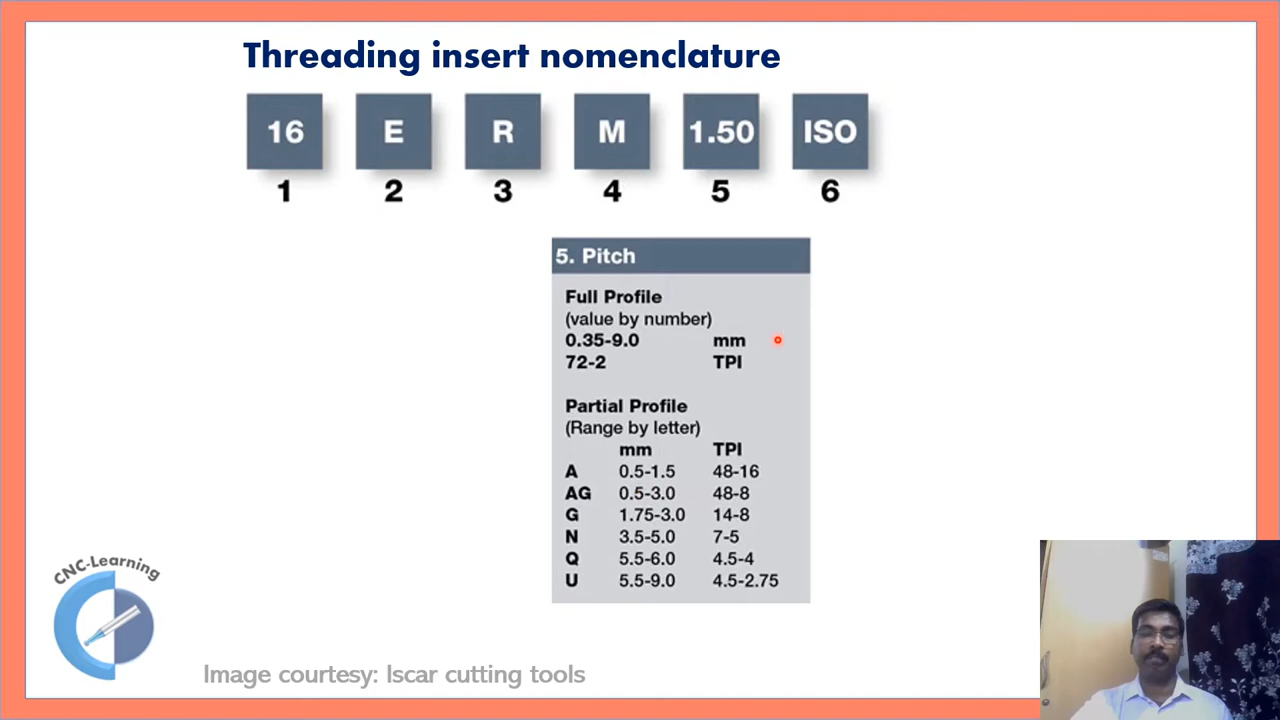 Threading insert nomenclature
16 E R M 1.50 ISO
1 2 3 4 5 6
5. Pitch
Full Profile
(value by number)
0.35-9.0 mm
72-2 TPI
Partial Profile
(Range by letter)
mm TPI
A 0.5-1.5 48-16
AG 0.5-3.0 48-8
G 1.75-3.0 14-8
N 3.5-5.0 7-5
Q 5.5-6.0 4.5-4
U 5.5-9.0 4.5-2.75
CNC-Learning
Image courtesy: Iscar cutting tools